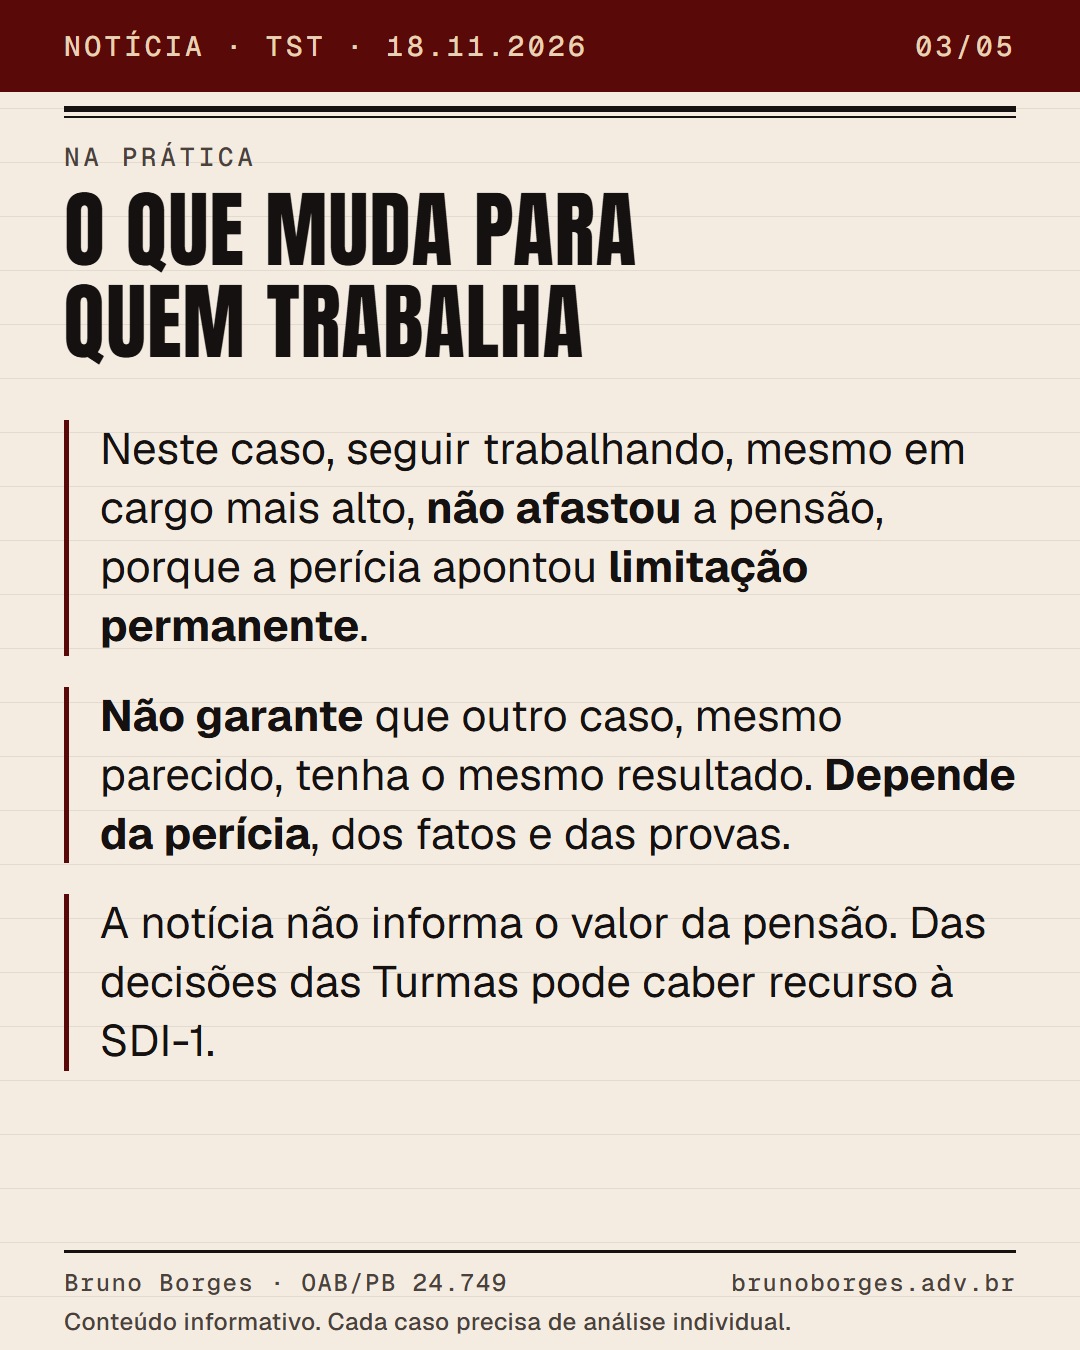 NOTÍCIA · TST · 18.11.2026
03/05
NA PRÁTICA
O QUE MUDA PARA
QUEM TRABALHA
Neste caso, seguir trabalhando, mesmo em
cargo mais alto, não afastou a pensão,
porque a perícia apontou limitação
permanente.
Não garante que outro caso, mesmo
parecido, tenha o mesmo resultado. Depende
da perícia, dos fatos e das provas.
A notícia não informa o valor da pensão. Das
decisões das Turmas pode caber recurso à
SDI-1.
Bruno Borges · OAB/PB 24.749
brunoborges.adv.br
Conteúdo informativo. Cada caso precisa de análise individual.